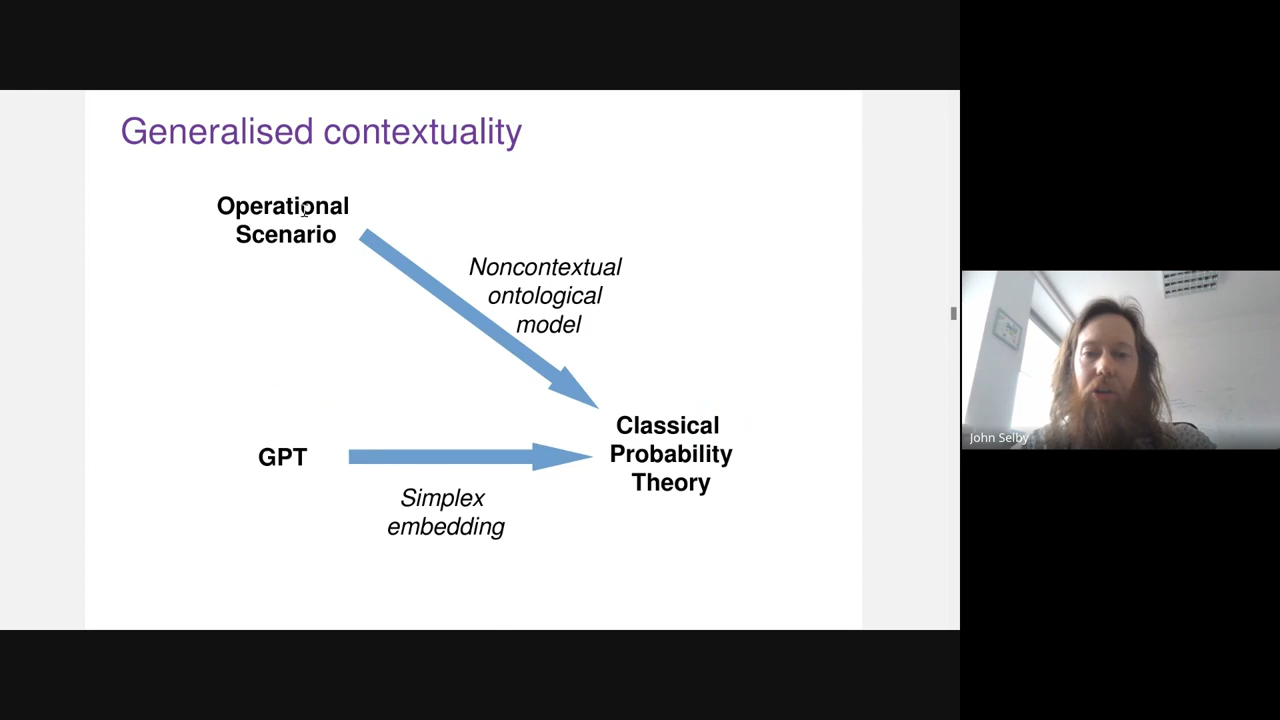 Generalised contextuality
Operational
Scenario
Noncontextual
ontological
model
Classical
Probability
Theory
GPT
Simplex
embedding
John Selby